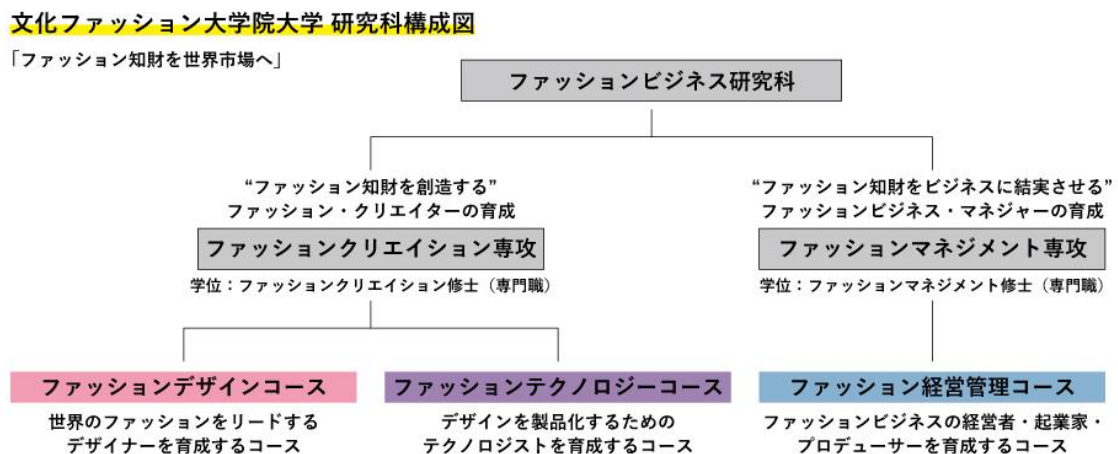 文化ファッション大学院大学 研究科構成図
「ファッション知財を世界市場へ」
ファッションビジネス研究科
“ファッション知財を創造する”
ファッション・クリエイターの育成
ファッションクリエイション専攻
学位：ファッションクリエイション修士（専門職）
“ファッション知財をビジネスに結実させる”
ファッションビジネス・マネジャーの育成
ファッションマネジメント専攻
学位：ファッションマネジメント修士（専門職）
ファッションデザインコース
世界のファッションをリードする
デザイナーを育成するコース
ファッションテクノロジーコース
デザインを製品化するための
テクノロジストを育成するコース
ファッション経営管理コース
ファッションビジネスの経営者・起業家・
プロデューサーを育成するコース